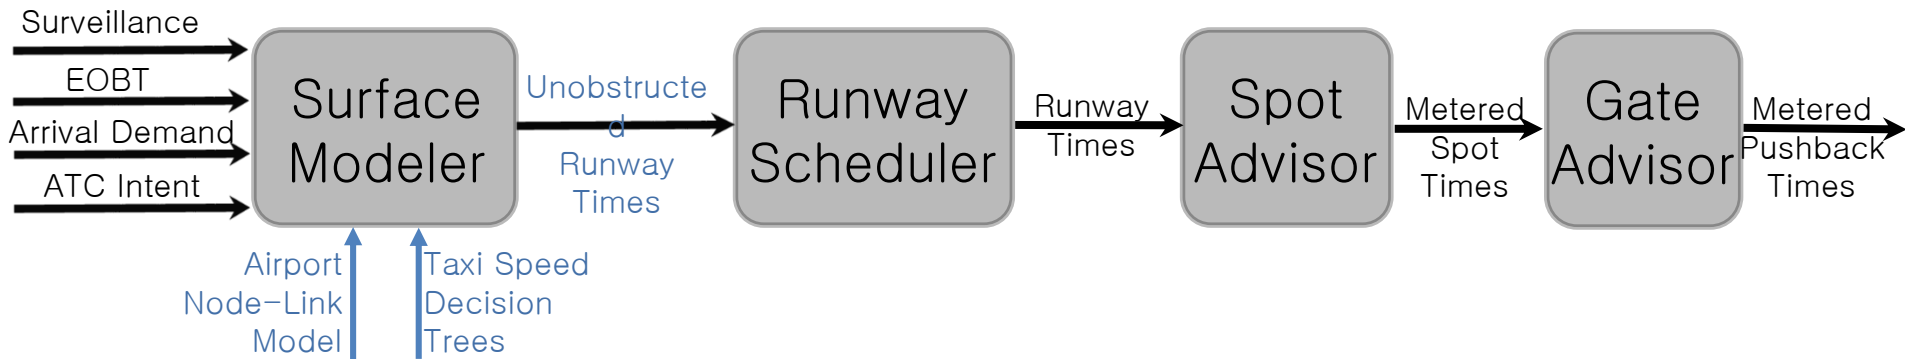 Surveillance
EOBT
Arrival Demand
ATC Intent
Surface
Modeler
Airport
Node-Link
Model
Taxi Speed
Decision
Trees
Unobstructe
d
Runway
Times
Runway
Scheduler
Runway
Times
Spot
Advisor
Metered
Spot
Times
Gate
Advisor
Metered
Pushback
Times